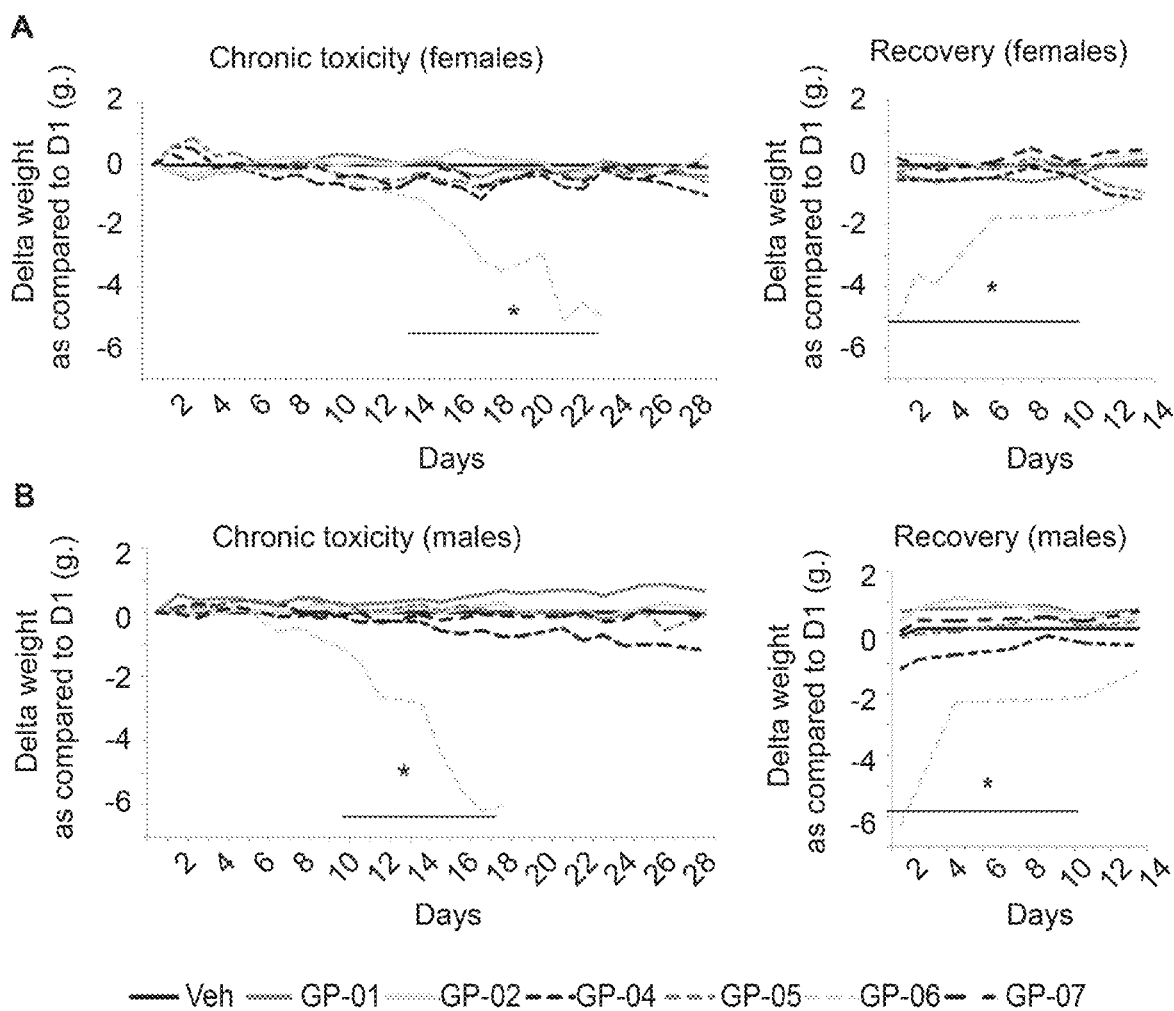 A
Chronic toxicity (females)
Delta weight
as compared to D1 (g.)
2
0
-2
-4
-6
*
2 4 6 8 10 12 14 16 18 20 22 24 26 28
Days
Recovery (females)
Delta weight
as compared to D1 (g.)
2
0
-2
-4
-6
*
2 4 6 8 10 12 14
Days
B
Chronic toxicity (males)
Delta weight
as compared to D1 (g.)
2
0
-2
-4
-6
*
2 4 6 8 10 12 14 16 18 20 22 24 26 28
Days
Recovery (males)
Delta weight
as compared to D1 (g.)
2
0
-2
-4
-6
*
2 4 6 8 10 12 14
Days
Veh GP-01 GP-02 GP-04 GP-05 GP-06 GP-07